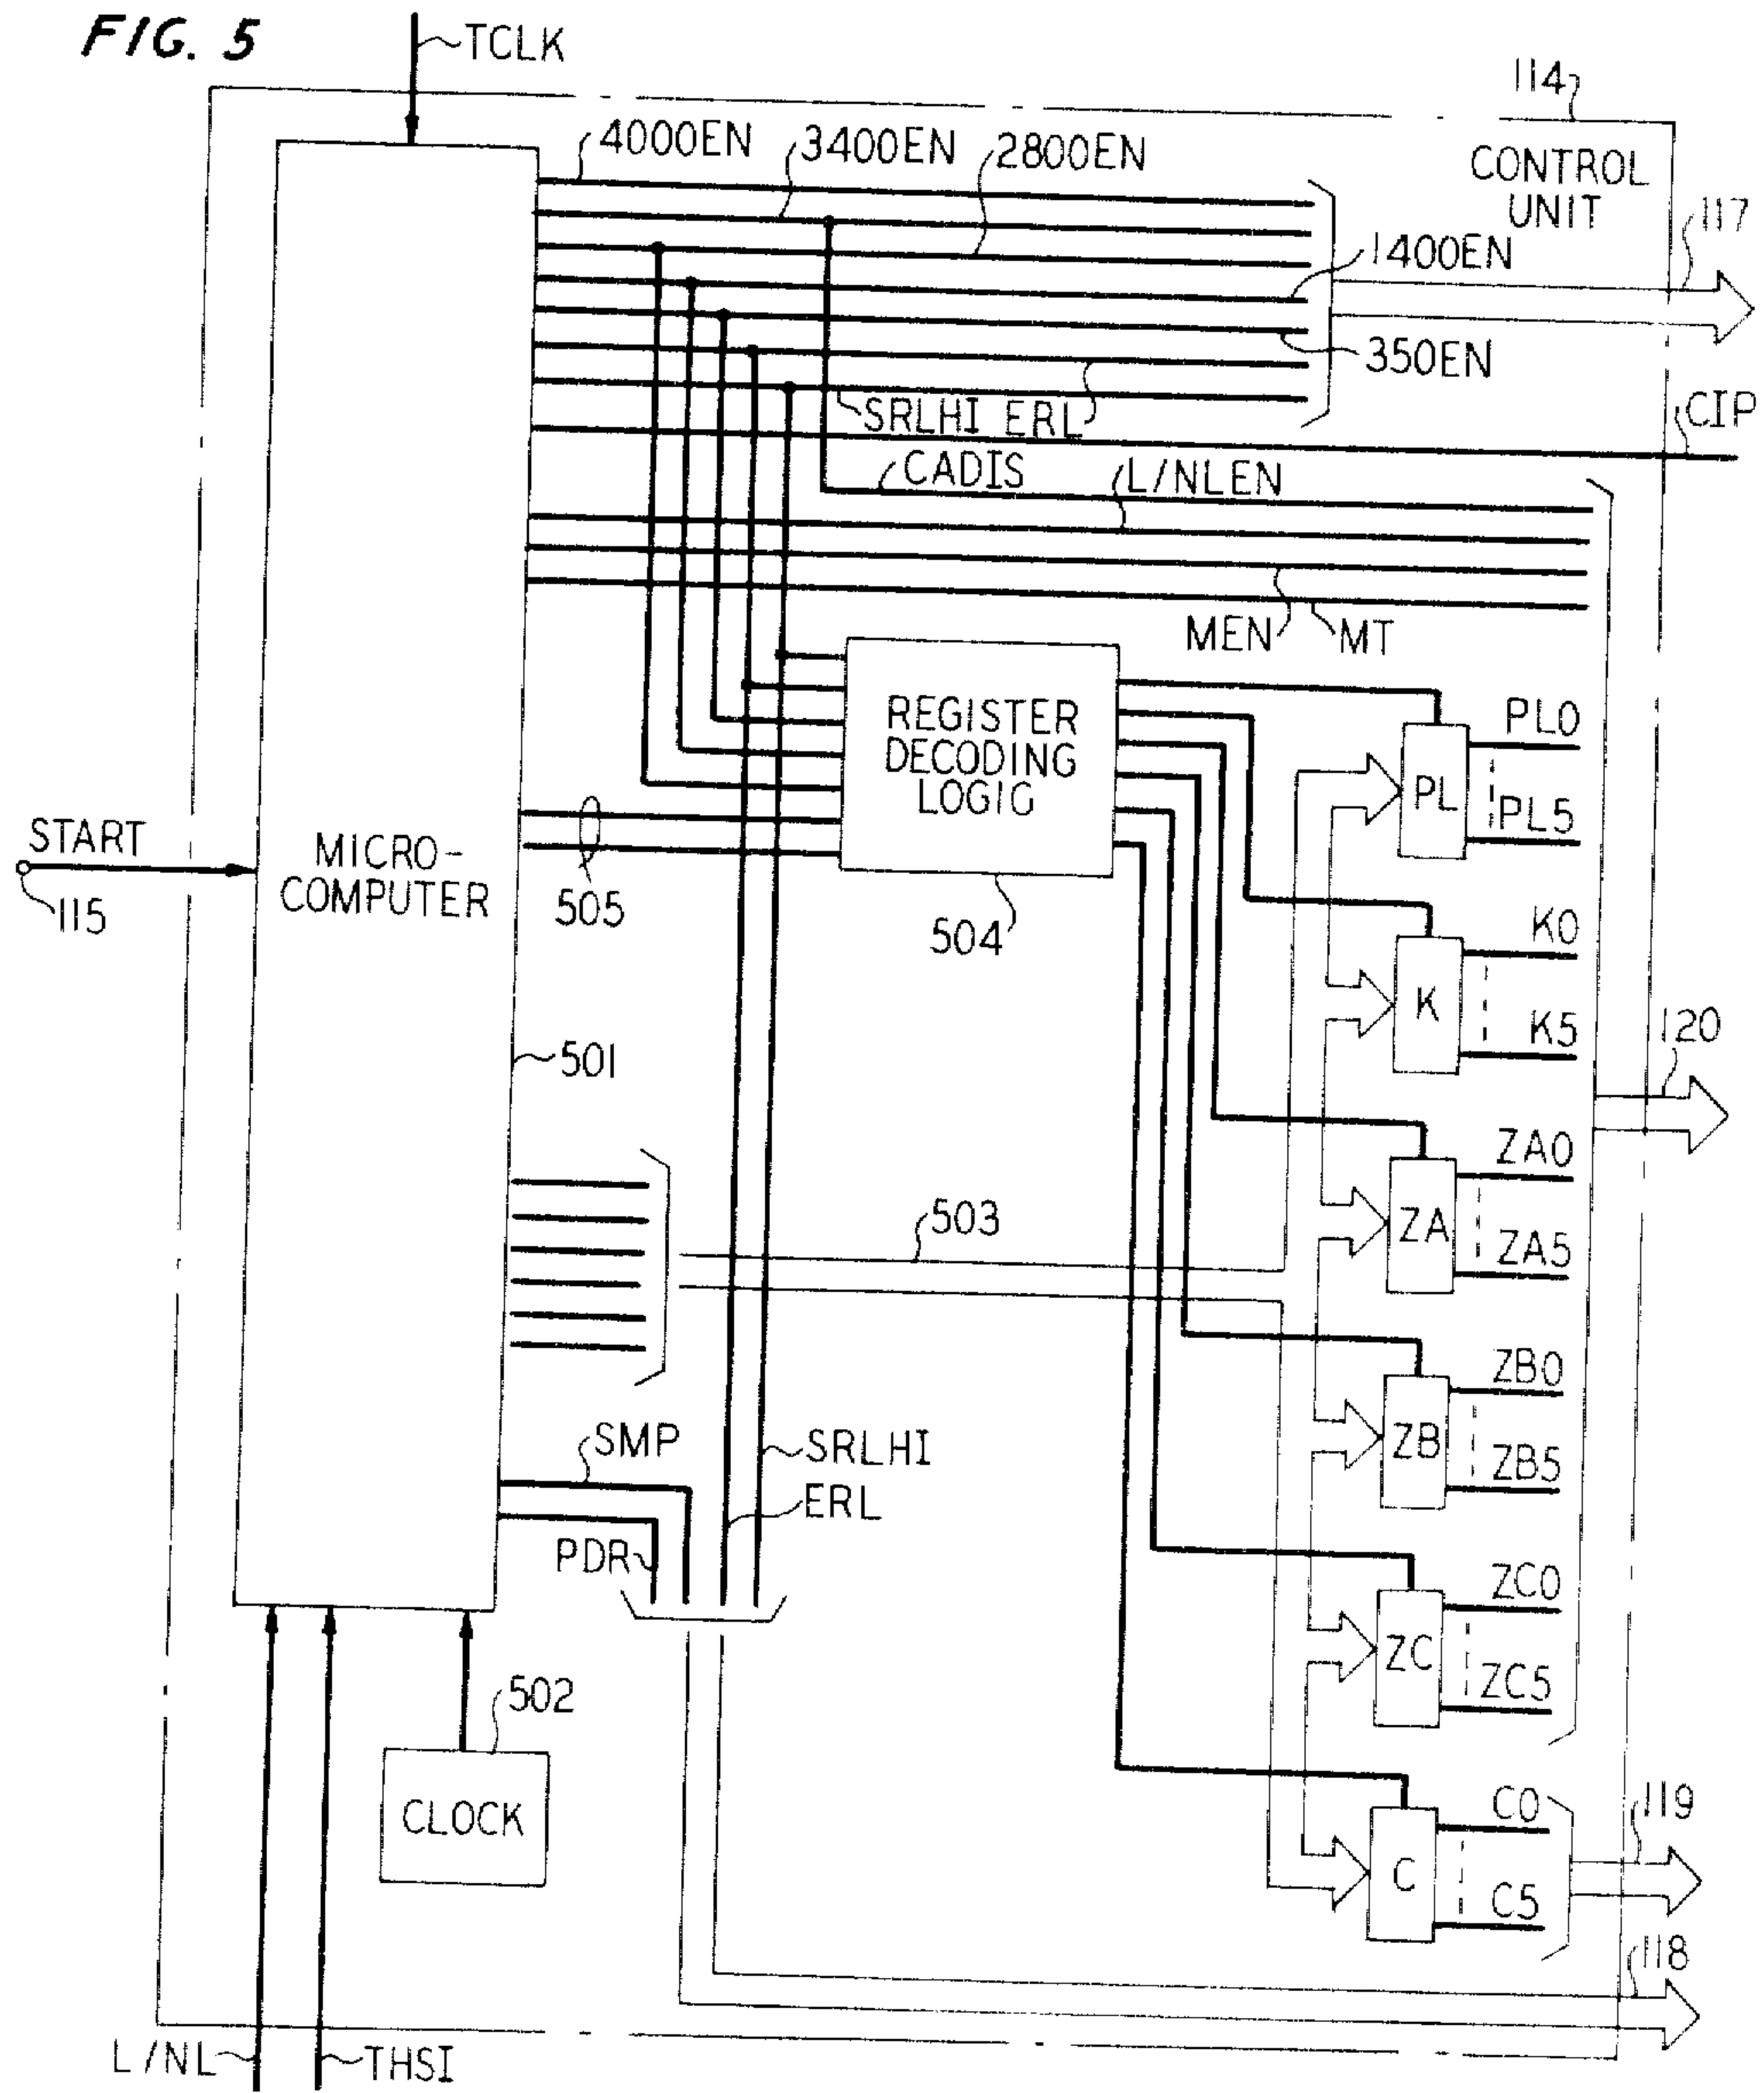 FIG. 5
TCLK
114
4000EN
3400EN
2800EN
CONTROL
UNIT
117
1400EN
350EN
SRLHI
ERL
CIP
CADIS
L/NLEN
MEN
MT
REGISTER
DECODING
LOGIG
PL0
PL
PL5
START
115
MICRO-
COMPUTER
505
504
K0
K
K5
501
120
ZA0
ZA
ZA5
503
ZB0
ZB
ZB5
SMP
SRLHI
ERL
PDR
ZC0
ZC
ZC5
502
CLOCK
C0
C
C5
119
118
L/NL
THSI